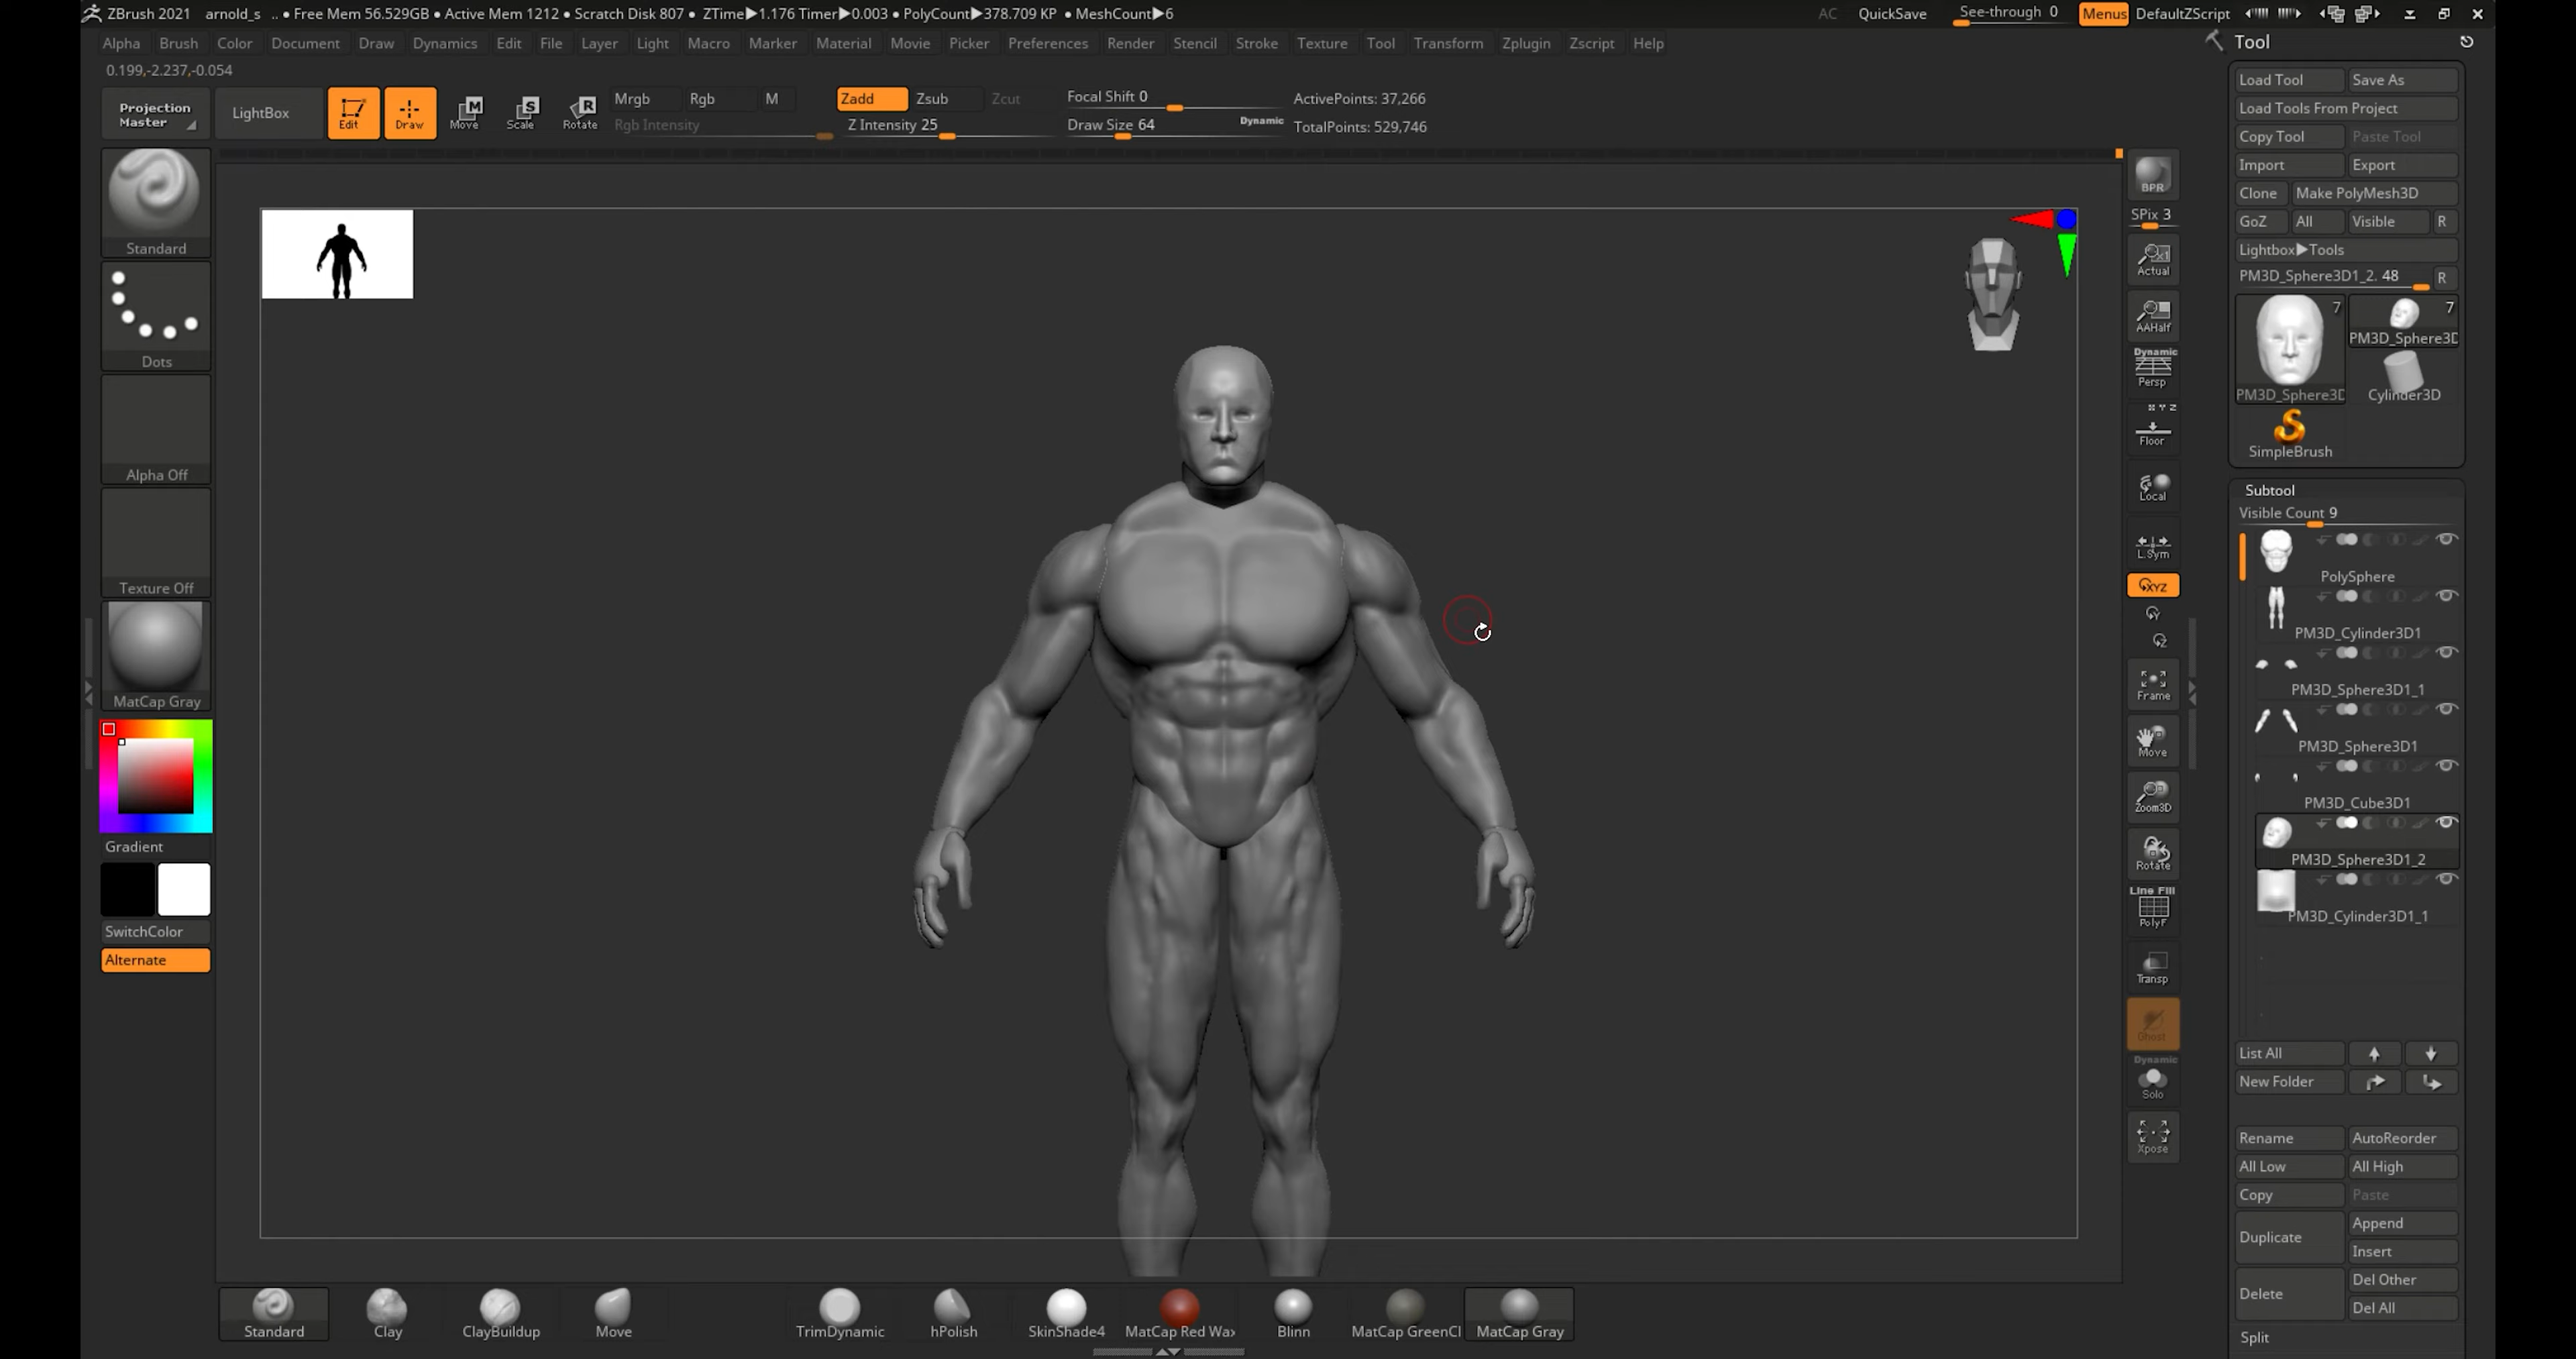 ZBrush 2021 arnold_s .. • Free Mem 56.529GB • Active Mem 1212 • Scratch Disk 807 • ZTime▶1.176 Timer▶0.003 • PolyCount▶378.709 KP • MeshCount▶6 AC QuickSave See-through 0 Menus DefaultZScript
Alpha Brush Color Document Draw Dynamics Edit File Layer Light Macro Marker Material Movie Picker Preferences Render Stencil Stroke Texture Tool Transform Zplugin Zscript Help
0.199,-2.237,-0.054
Projection Master
LightBox
Edit
Draw
M
Move
S
Scale
R
Rotate
Mrgb Rgb M
Rgb Intensity
Zadd Zsub Zcut
Z Intensity 25
Focal Shift 0
Draw Size 64
Dynamic
ActivePoints: 37,266
TotalPoints: 529,746
Standard
Dots
Alpha Off
Texture Off
MatCap Gray
Gradient
SwitchColor
Alternate
BPR
SPix 3
Actual
AAHalf
Dynamic
Persp
X Y Z
Floor
Local
L.Sym
XYZ
Y
Z
Frame
Move
Zoom3D
Rotate
Line Fill
PolyF
Transp
Ghost
Dynamic
Solo
Xpose
Tool
Load Tool Save As
Load Tools From Project
Copy Tool Paste Tool
Import Export
Clone Make PolyMesh3D
GoZ All Visible R
Lightbox▶Tools
PM3D_Sphere3D1_2. 48 R
7
7
PM3D_Sphere3D
PM3D_Sphere3D
Cylinder3D
SimpleBrush
Subtool
Visible Count 9
PolySphere
PM3D_Cylinder3D1
PM3D_Sphere3D1_1
PM3D_Sphere3D1
PM3D_Cube3D1
PM3D_Sphere3D1_2
PM3D_Cylinder3D1_1
List All
New Folder
Rename AutoReorder
All Low All High
Copy Paste
Duplicate
Append
Insert
Delete
Del Other
Del All
Split
Standard Clay ClayBuildup Move TrimDynamic hPolish SkinShade4 MatCap Red Wax Blinn MatCap GreenCl MatCap Gray